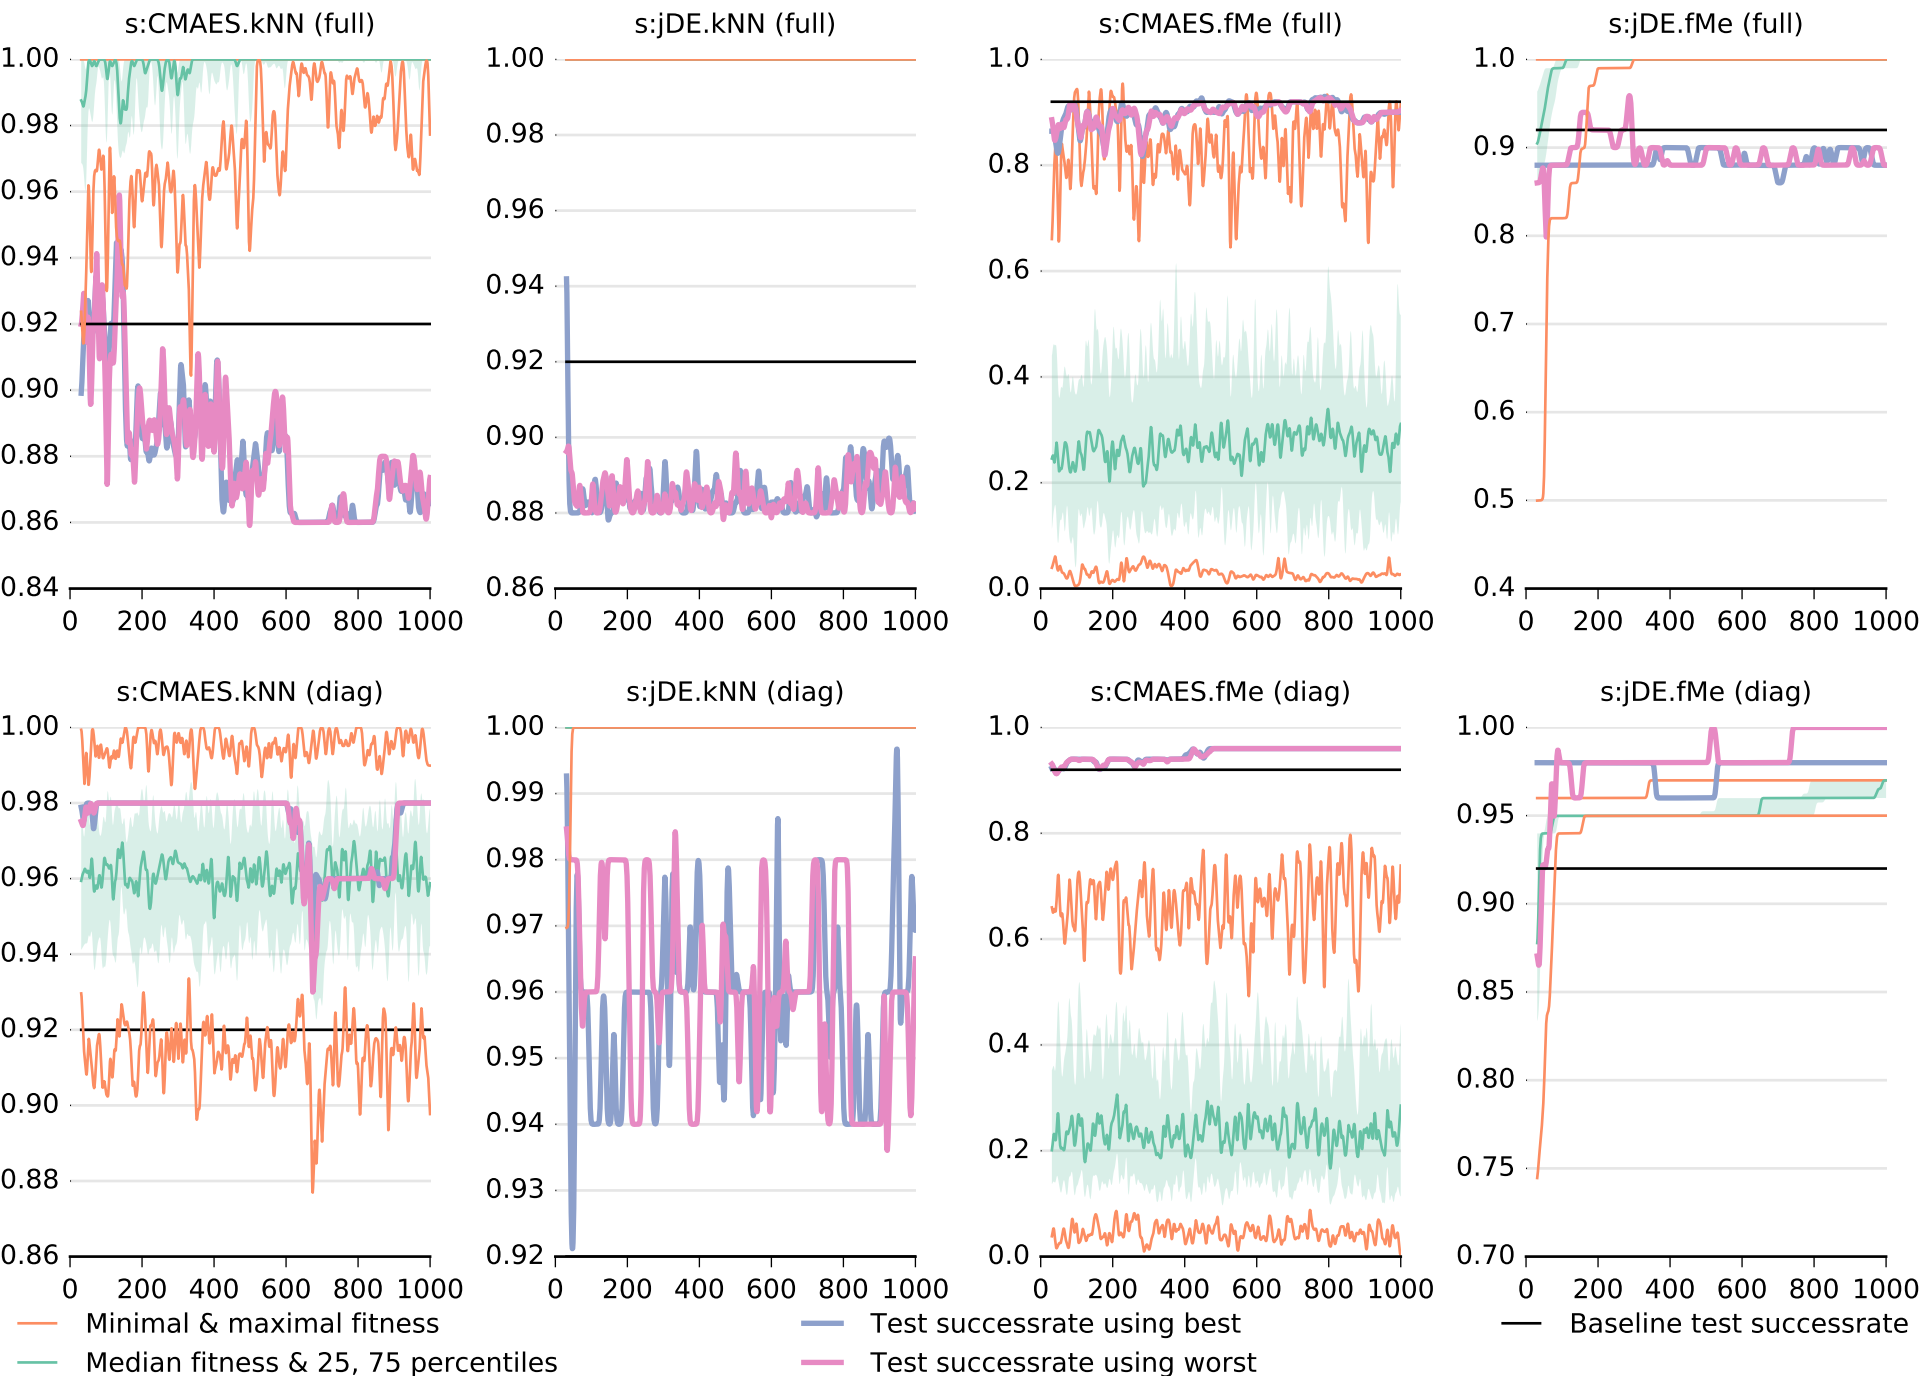 s:CMAES.kNN (full)
1.00
0.98
0.96
0.94
0.92
0.90
0.88
0.86
0.84
0 200 400 600 800 1000
s:jDE.kNN (full)
1.00
0.98
0.96
0.94
0.92
0.90
0.88
0.86
0 200 400 600 800 1000
s:CMAES.fMe (full)
1.0
0.8
0.6
0.4
0.2
0.0
0 200 400 600 800 1000
s:jDE.fMe (full)
1.0
0.9
0.8
0.7
0.6
0.5
0.4
0 200 400 600 800 1000
s:CMAES.kNN (diag)
1.00
0.98
0.96
0.94
0.92
0.90
0.88
0.86
0 200 400 600 800 1000
s:jDE.kNN (diag)
1.00
0.99
0.98
0.97
0.96
0.95
0.94
0.93
0.92
0 200 400 600 800 1000
s:CMAES.fMe (diag)
1.0
0.8
0.6
0.4
0.2
0.0
0 200 400 600 800 1000
s:jDE.fMe (diag)
1.00
0.95
0.90
0.85
0.80
0.75
0.70
0 200 400 600 800 1000
Minimal & maximal fitness
Median fitness & 25, 75 percentiles
Test successrate using best
Test successrate using worst
Baseline test successrate